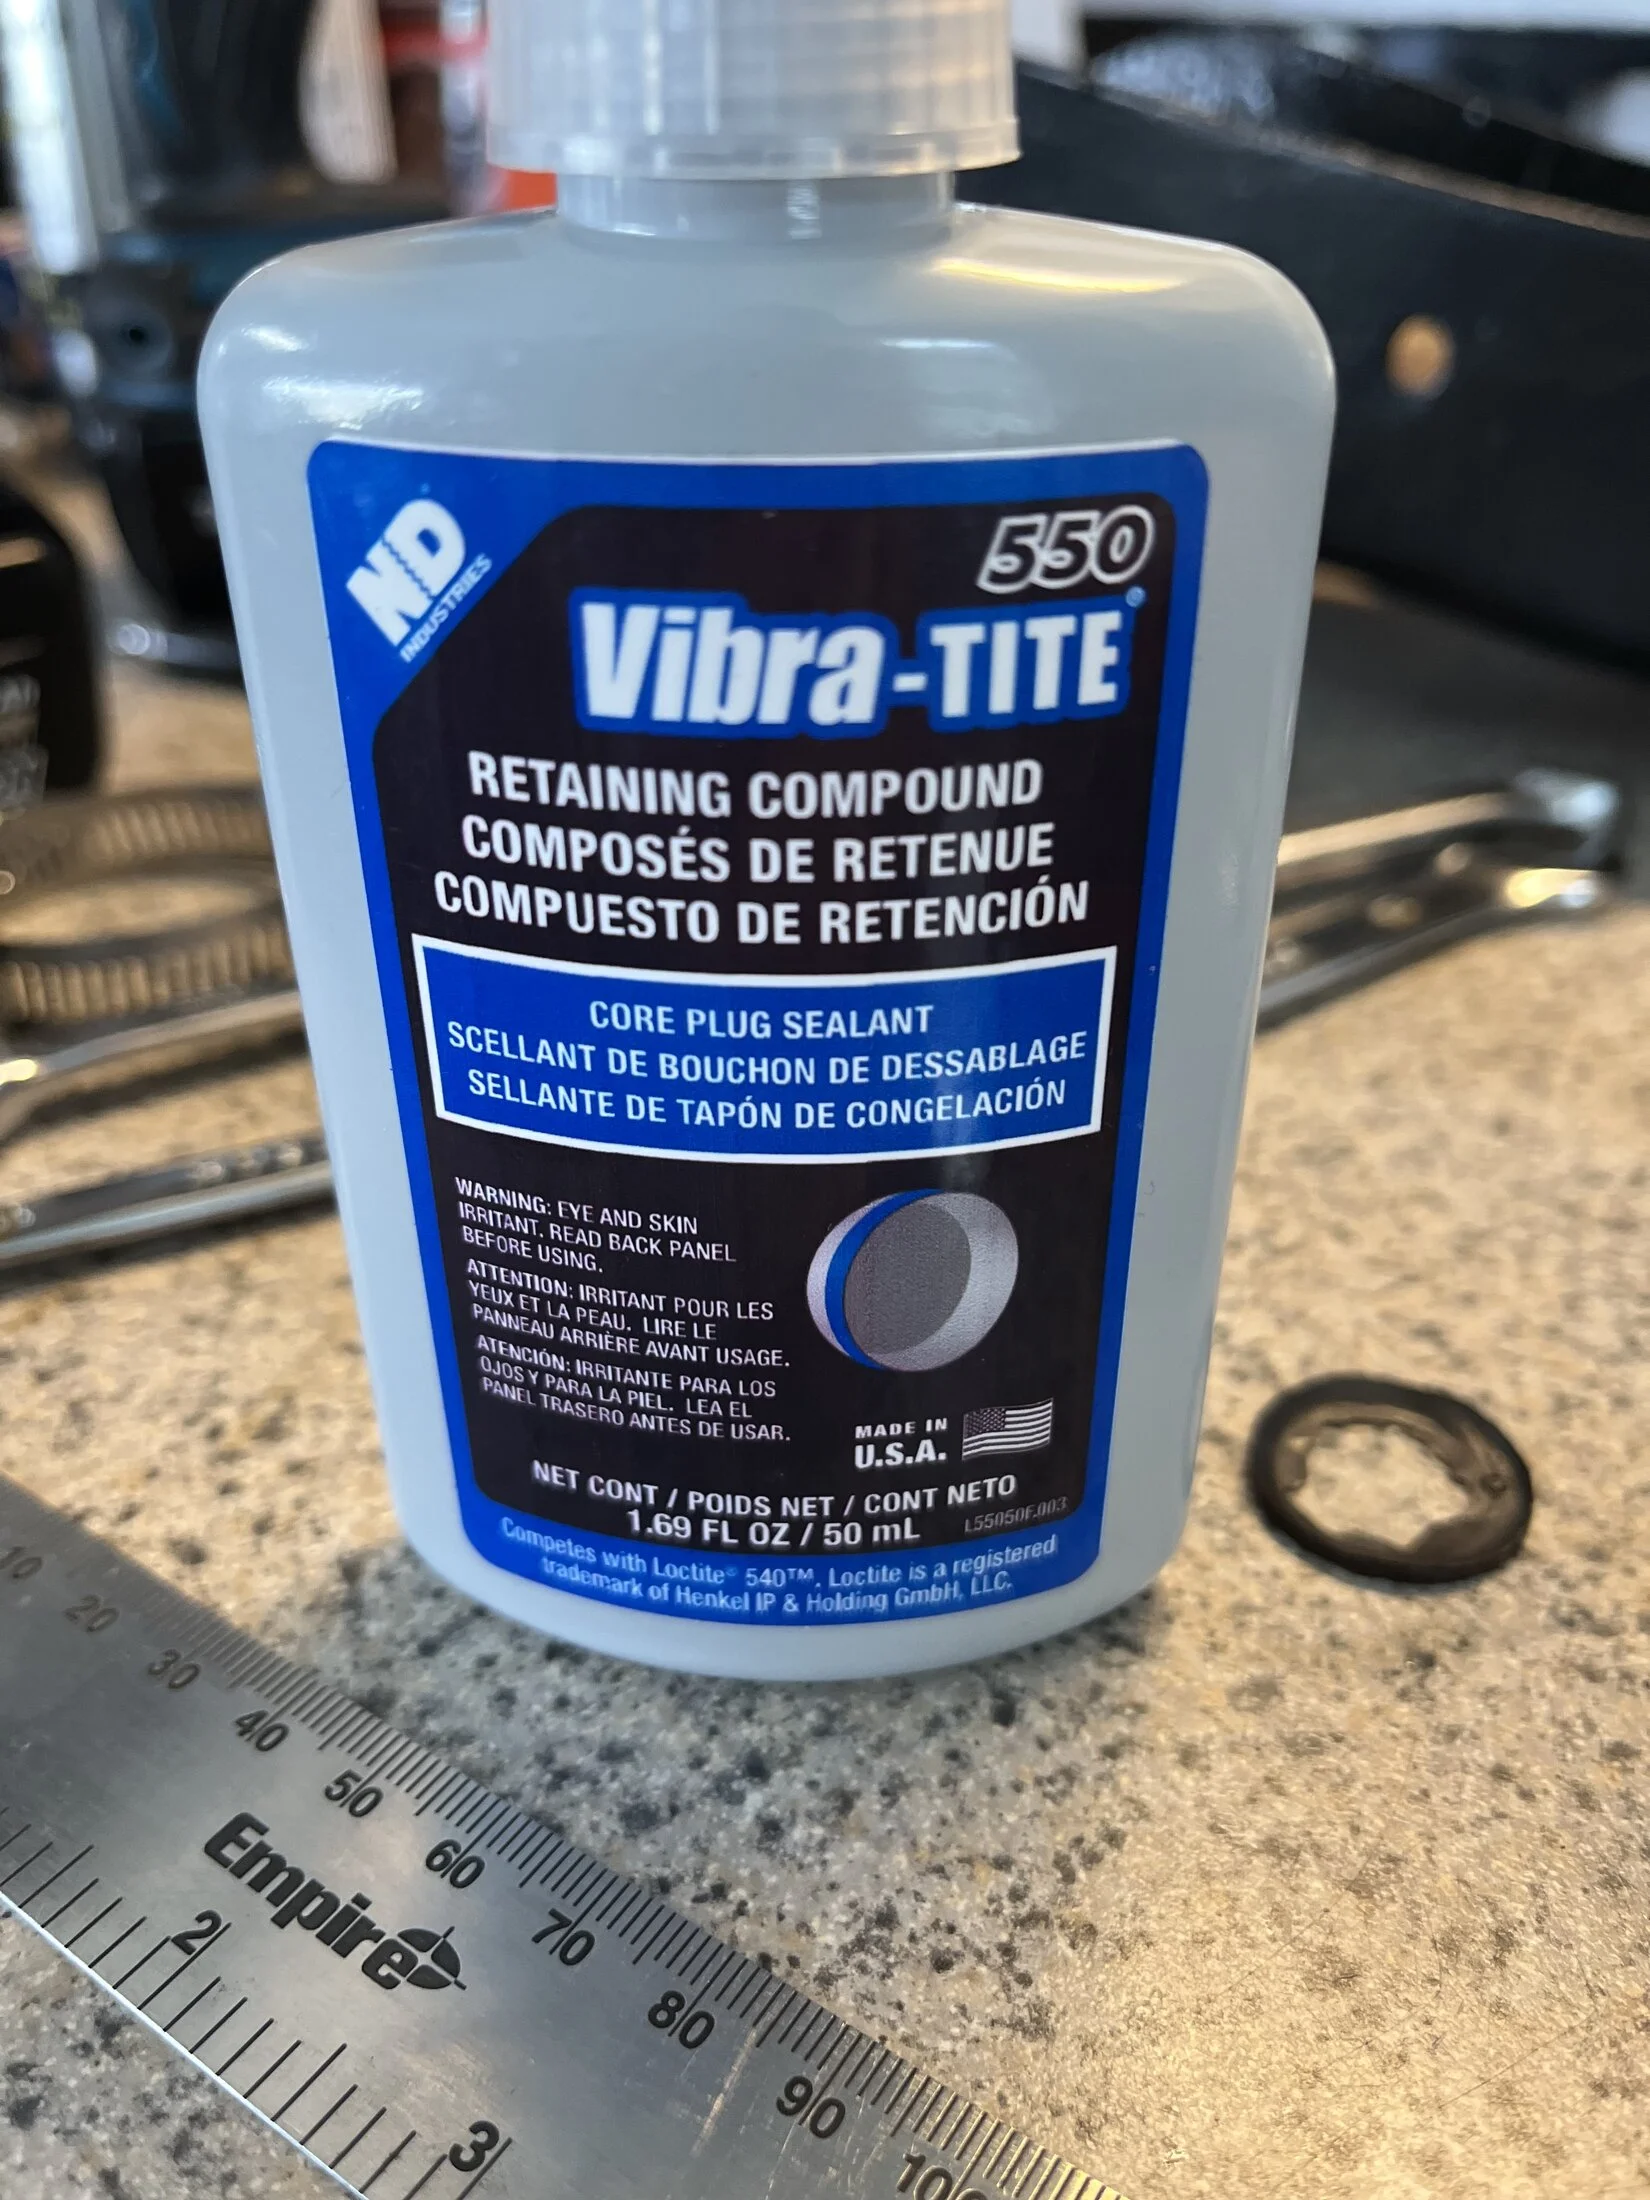 ND
INDUSTRIES
550
Vibra-TITE®
RETAINING COMPOUND
COMPOSÉS DE RETENUE
COMPUESTO DE RETENCIÓN
CORE PLUG SEALANT
SCELLANT DE BOUCHON DE DESSABLAGE
SELLANTE DE TAPÓN DE CONGELACIÓN
WARNING: EYE AND SKIN
IRRITANT. READ BACK PANEL
BEFORE USING.
ATTENTION: IRRITANT POUR LES
YEUX ET LA PEAU. LIRE LE
PANNEAU ARRIÈRE AVANT USAGE.
ATENCIÓN: IRRITANTE PARA LOS
OJOS Y PARA LA PIEL. LEA EL
PANEL TRASERO ANTES DE USAR.
MADE IN
U.S.A.
NET CONT / POIDS NET / CONT NETO
1.69 FL OZ / 50 mL
L55050F.003
Competes with Loctite® 540™. Loctite is a registered
trademark of Henkel IP & Holding GmbH, LLC.
10 20 30 40 50 60 70 80 90 100
Empire
2 3